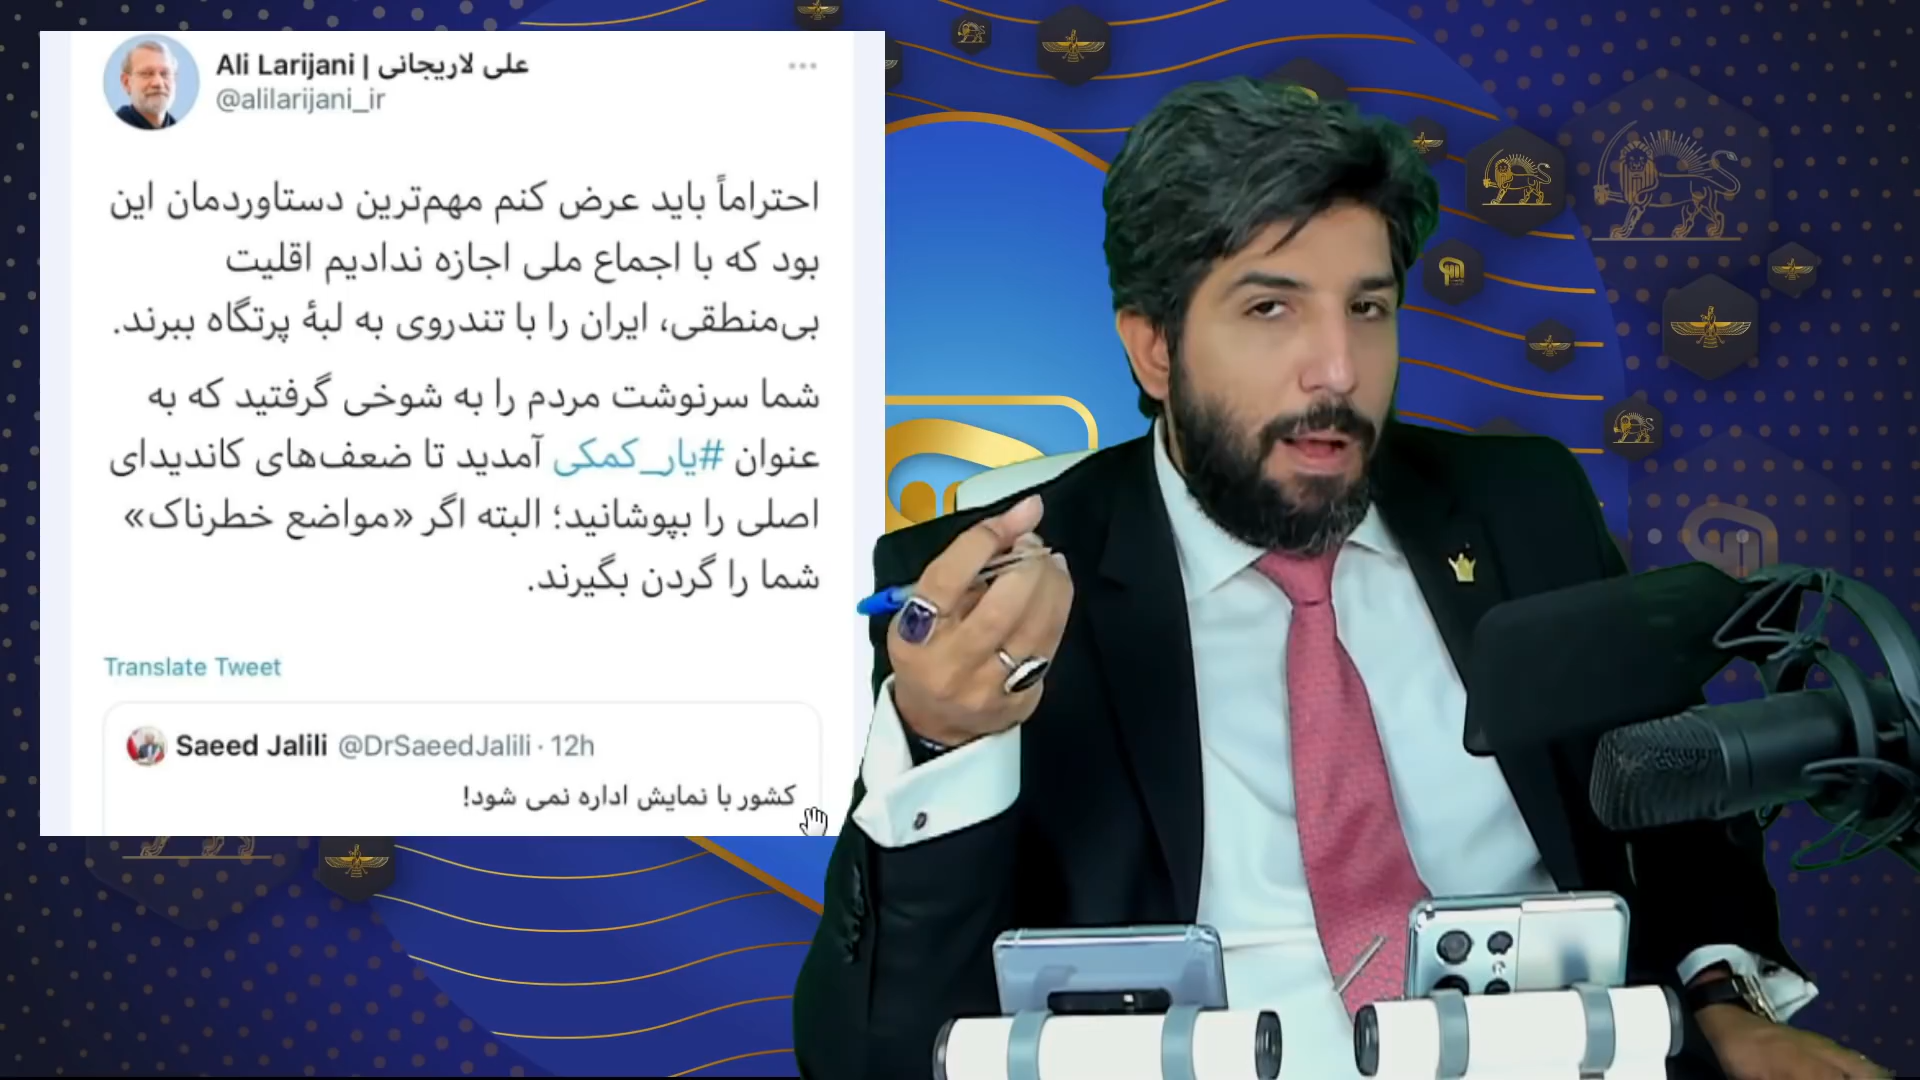 Ali Larijani | علی لاریجانی
@alilarijani_ir
احتراماً باید عرض کنم مهم‌ترین دستاوردمان این
بود که با اجماع ملی اجازه ندادیم اقلیت
بی‌منطقی، ایران را با تندروی به لبهٔ پرتگاه ببرند.
شما سرنوشت مردم را به شوخی گرفتید که به
عنوان #یار_کمکی آمدید تا ضعف‌های کاندیدای
اصلی را بپوشانید؛ البته اگر «مواضع خطرناک»
شما را گردن بگیرند.
Translate Tweet
Saeed Jalili @DrSaeedJalili · 12h
کشور با نمایش اداره نمی شود!